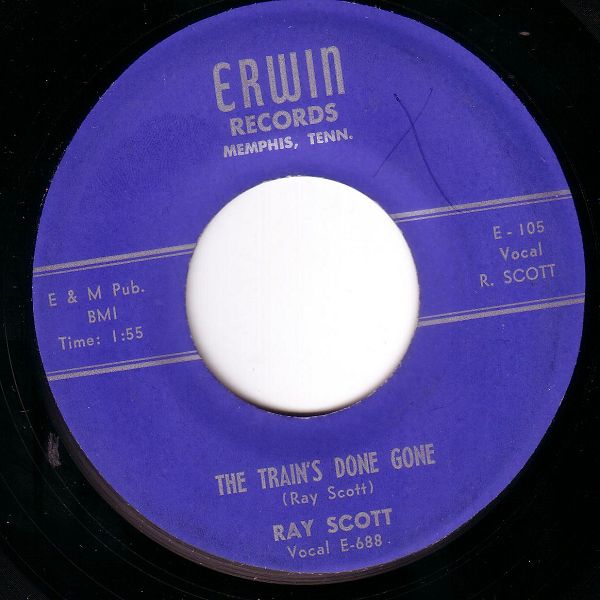 ERWIN
RECORDS
MEMPHIS, TENN.
E & M Pub.
BMI
Time: 1:55
E - 105
Vocal
R. SCOTT
THE TRAIN'S DONE GONE
(Ray Scott)
RAY SCOTT
Vocal E-688